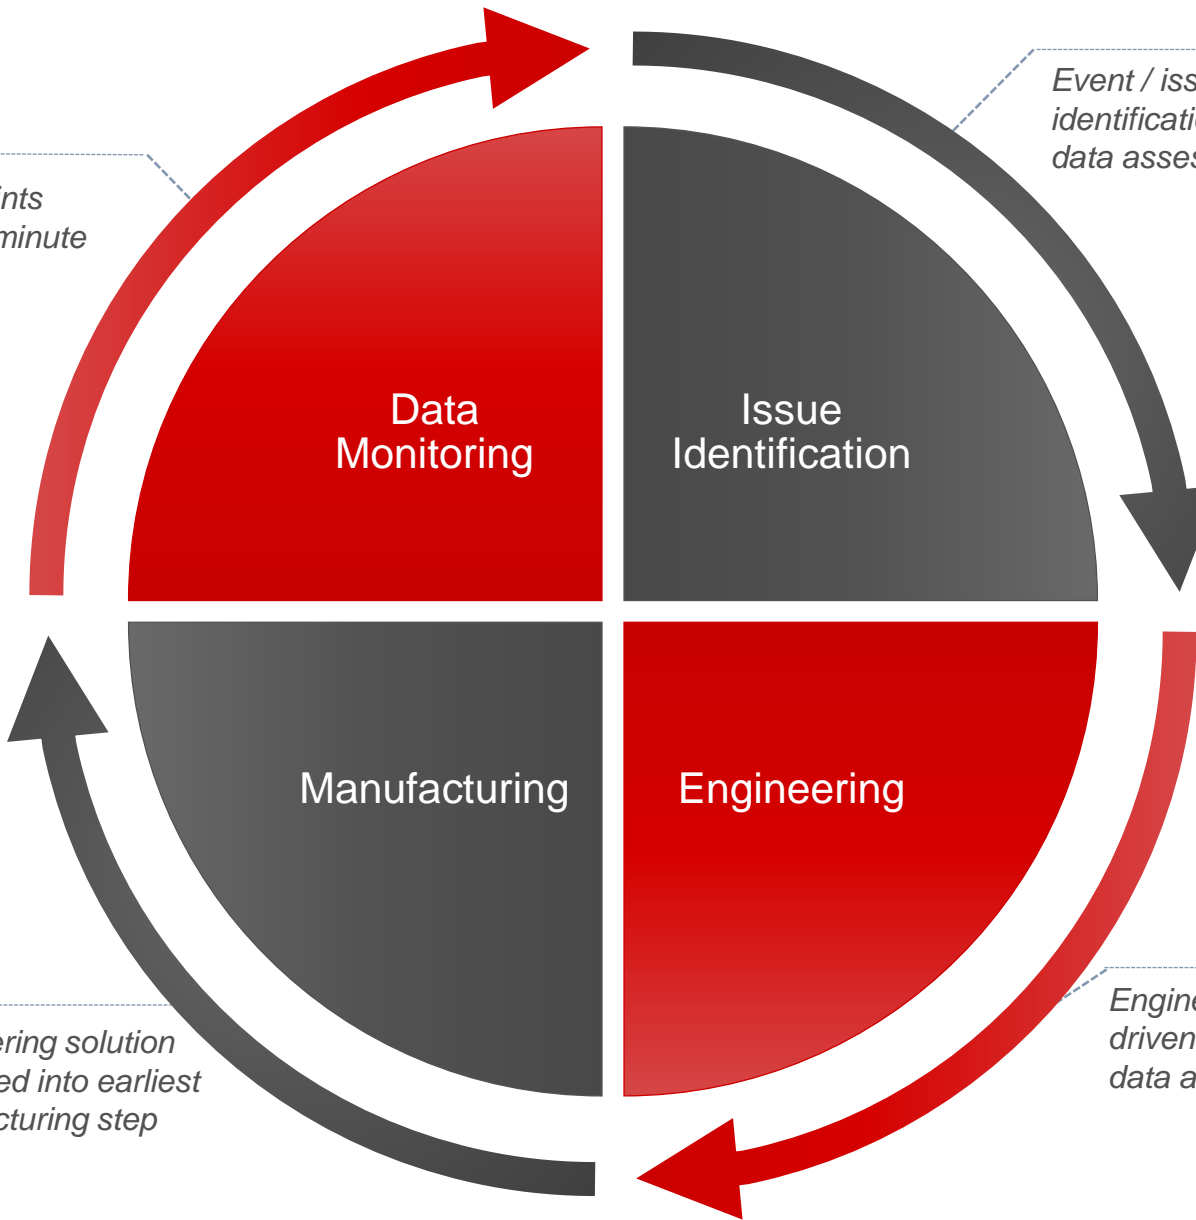 Event / iss
identificatio
data asses
nts
minute
Data
Monitoring
Issue
Identification
Manufacturing
Engineering
ering solution
ed into earliest
cturing step
Engine
driven
data a